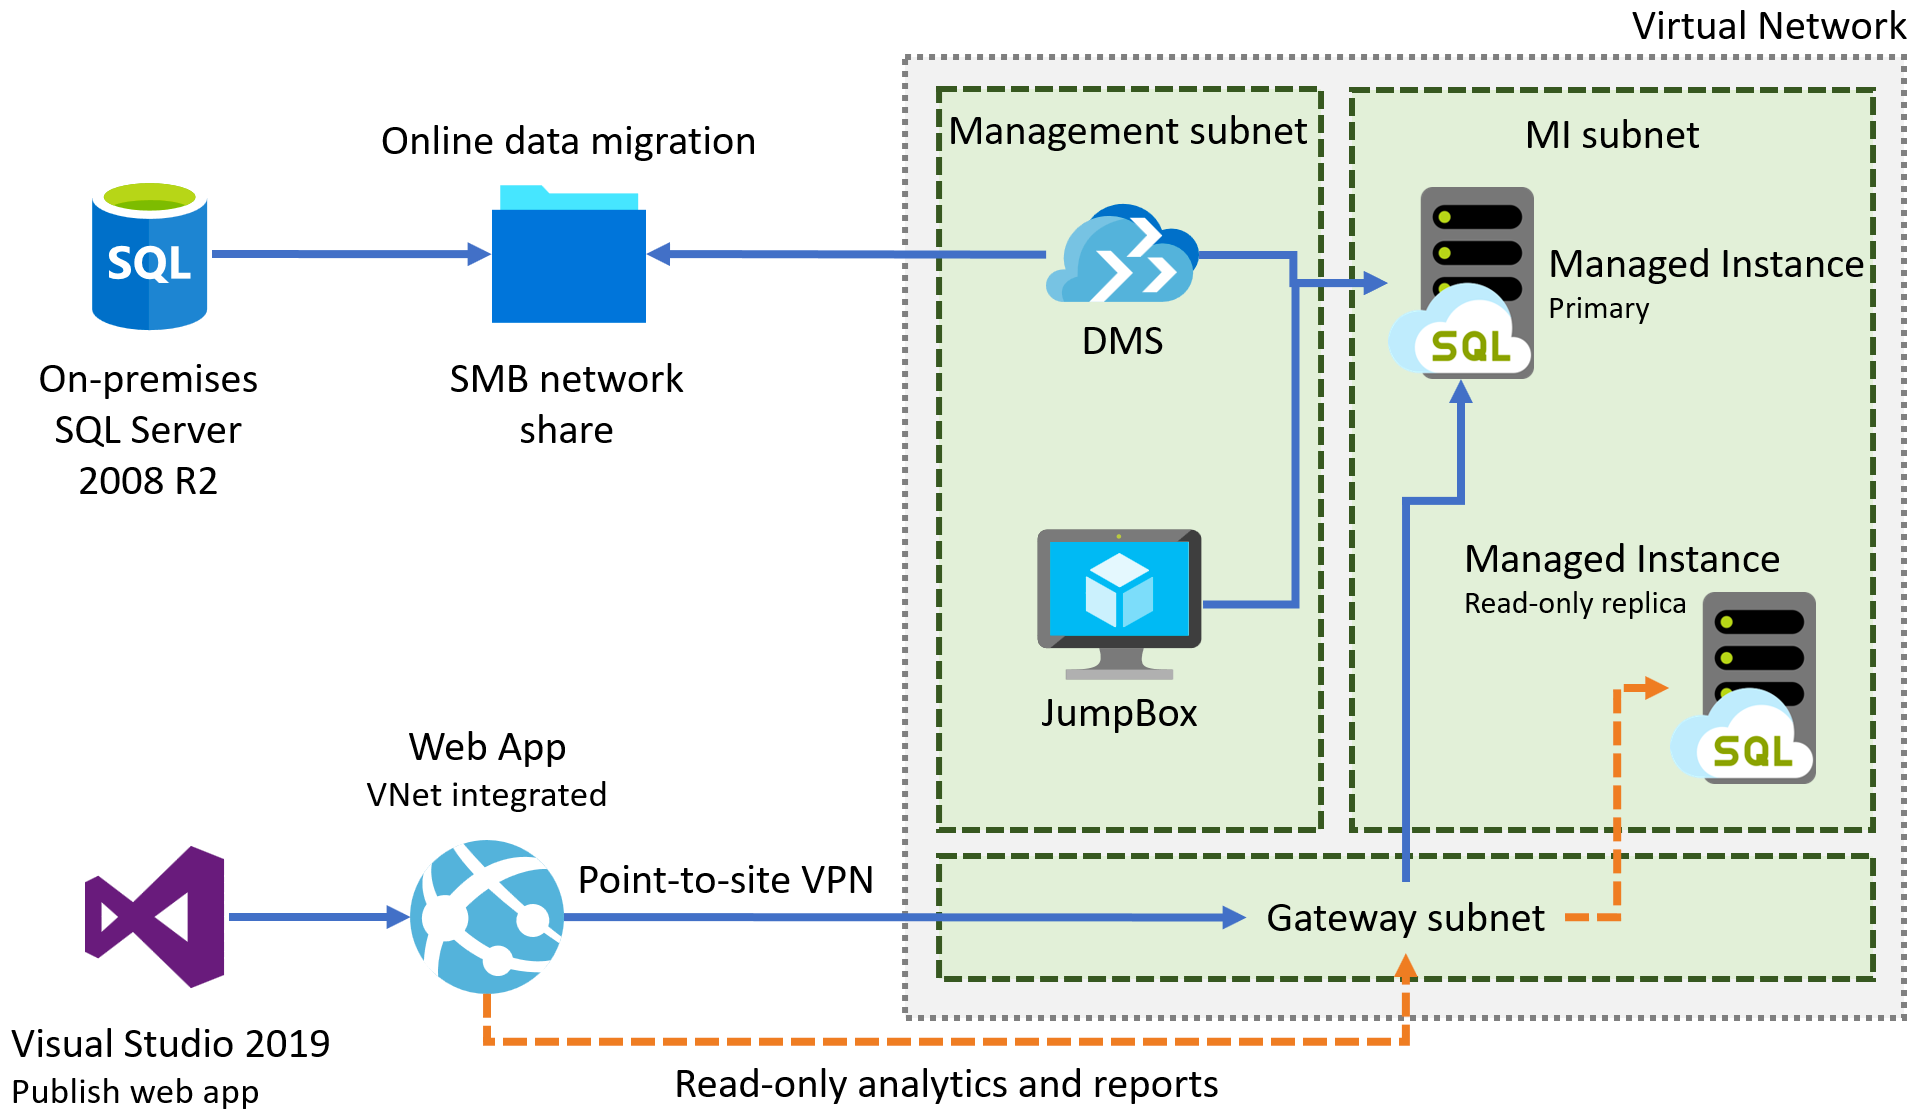 Virtual Network
Online data migration
SQL
On-premises
SQL Server
2008 R2
SMB network
share
Management subnet
DMS
JumpBox
MI subnet
Managed Instance
Primary
SQL
Managed Instance
Read-only replica
SQL
Web App
VNet integrated
Point-to-site VPN
Gateway subnet
Visual Studio 2019
Publish web app
Read-only analytics and reports